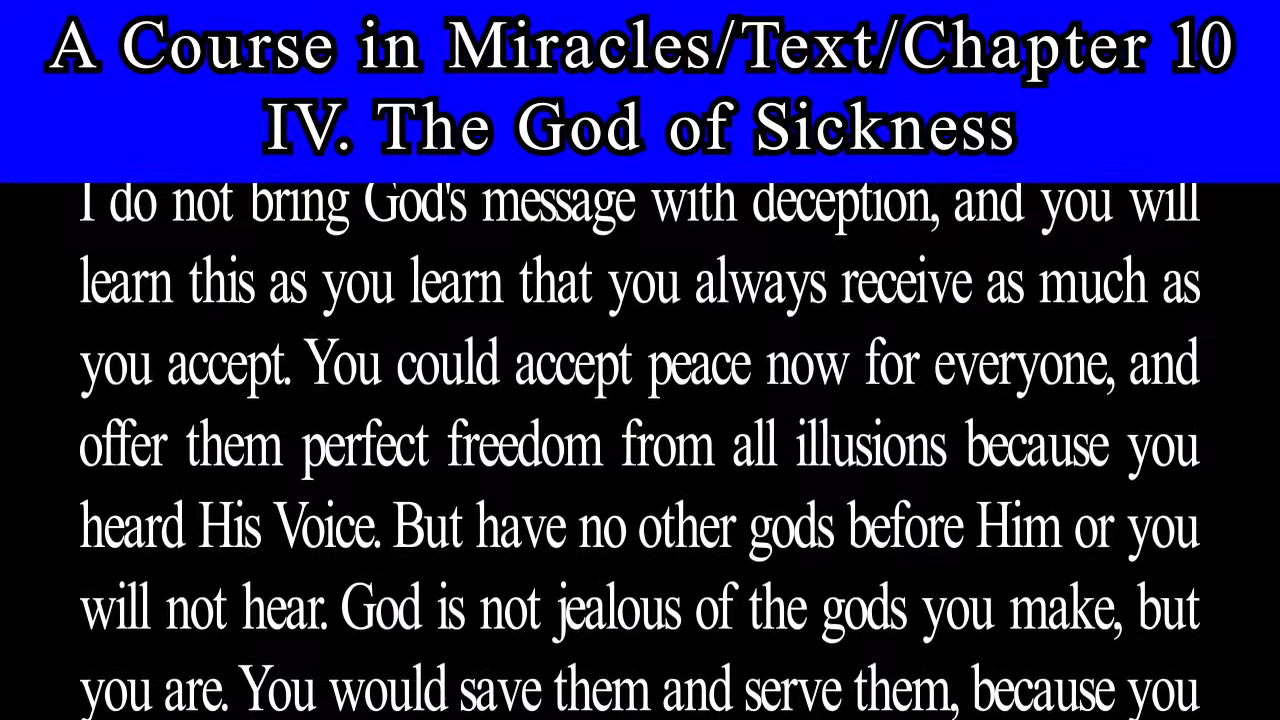 A Course in Miracles/Text/Chapter 10
IV. The God of Sickness
I do not bring God's message with deception, and you will
learn this as you learn that you always receive as much as
you accept. You could accept peace now for everyone, and
offer them perfect freedom from all illusions because you
heard His Voice. But have no other gods before Him or you
will not hear. God is not jealous of the gods you make, but
you are. You would save them and serve them, because you